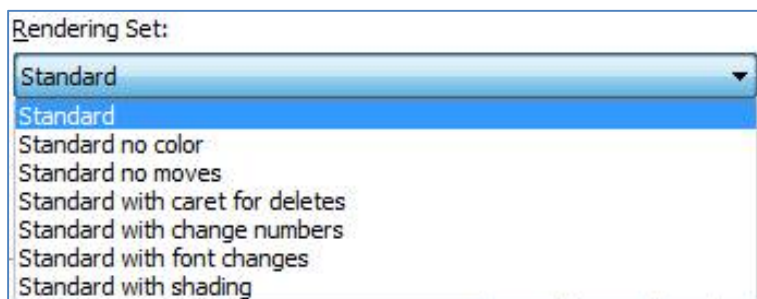 Rendering Set:
Standard
Standard
Standard no color
Standard no moves
Standard with caret for deletes
Standard with change numbers
Standard with font changes
Standard with shading